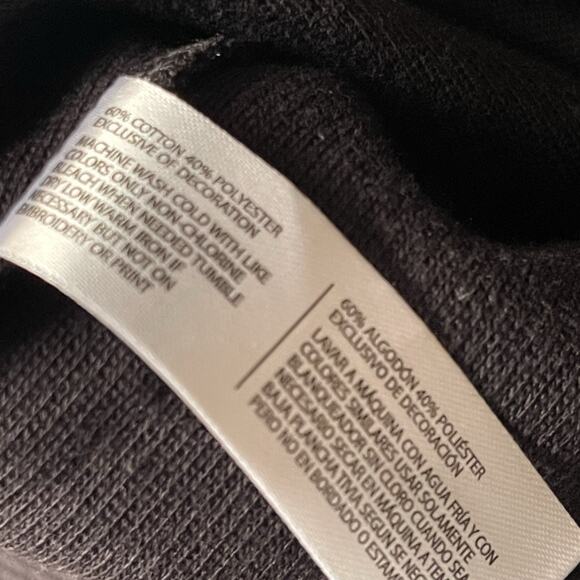 60% COTTON 40% POLYESTER
EXCLUSIVE OF DECORATION
MACHINE WASH COLD WITH LIKE
COLORS ONLY NON CHLORINE
BLEACH WHEN NEEDED TUMBLE
DRY LOW WARM IRON IF
NECESSARY BUT NOT ON
EMBROIDERY OR PRINT
60% ALGODÓN 40% POLIÉSTER
EXCLUSIVO DE DECORACIÓN
LAVAR A MÁQUINA CON AGUA FRÍA Y CON
COLORES SIMILARES USAR SOLAMENTE
BLANQUEADOR SIN CLORO CUANDO SEA
NECESARIO SECAR EN MÁQUINA A
BAJA PLANCHA TIVIA SEGUN SE
PERO NO EN BORDADO O